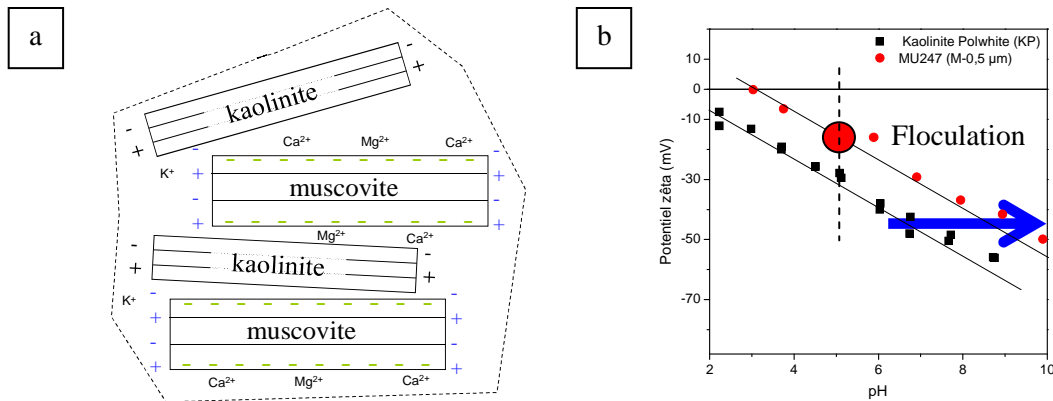 a
kaolinite
Ca2+ Mg2+ Ca2+
K+
muscovite
Mg2+ Ca2+
kaolinite
K+
muscovite
Ca2+ Mg2+ Ca2+
b
Kaolinite Polwhite (KP)
MU247 (M-0,5 µm)
Floculation
Potentiel zêta (mV)
10
0
-10
-30
-50
-70
2 4 6 8 10
pH